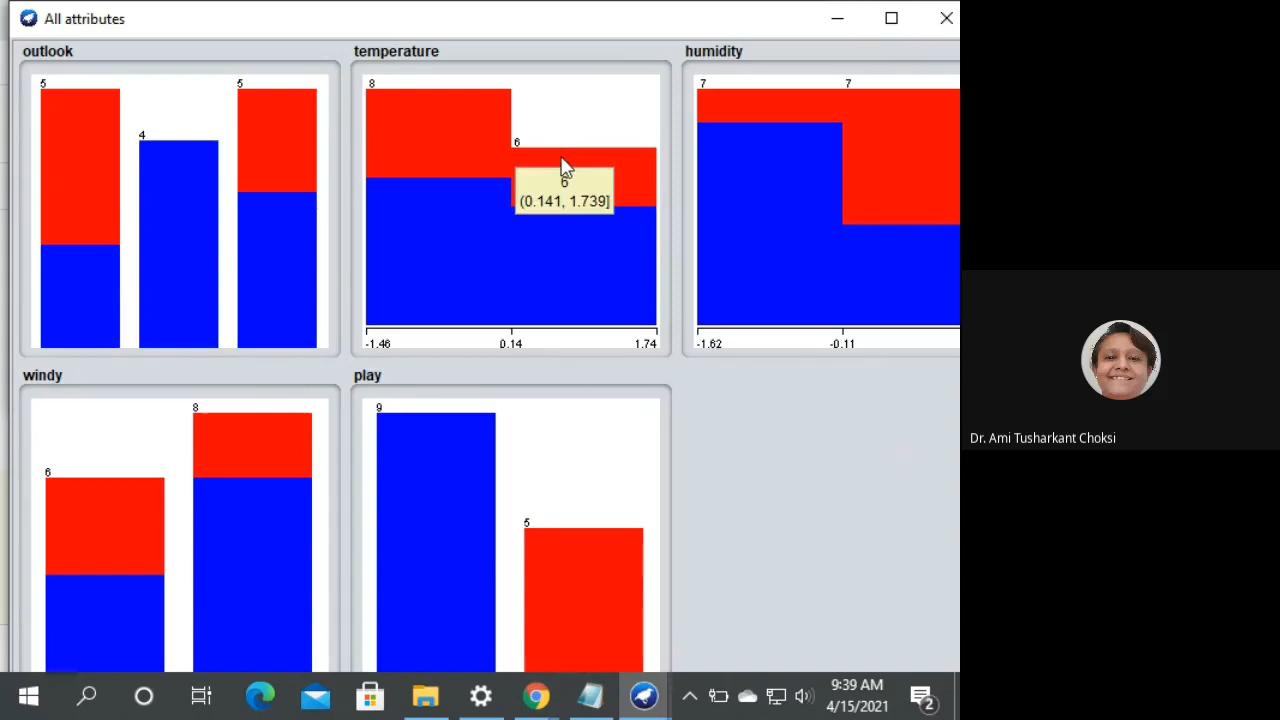 All attributes
outlook
temperature
humidity
5
4
5
8
6
7
7
6
(0.141, 1.739]
-1.46
0.14
1.74
-1.62
-0.11
windy
play
6
8
9
5
Dr. Ami Tusharkant Choksi
9:39 AM
4/15/2021
2